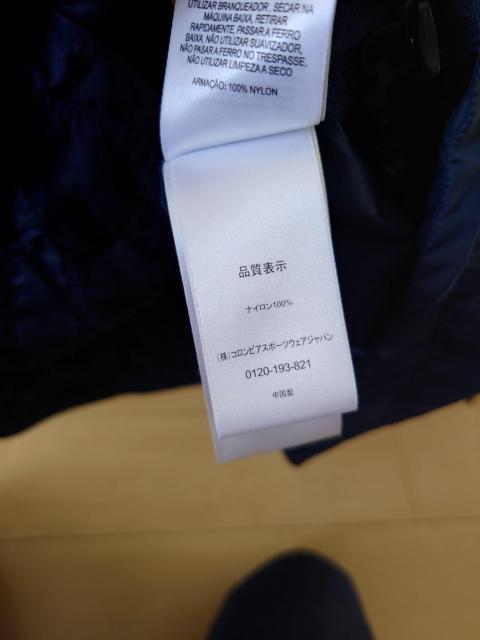 UTILIZAR BRANQUEADOR, SECAR NA
MÁQUINA BAIXA, RETIRAR
RAPIDAMENTE, PASSAR A FERRO
BAIXA, NÃO UTILIZAR SUAVIZADOR,
NÃO PASAR A FERRO NO TRESPASSE,
NÃO UTILIZAR LIMPEZA A SECO
ARMAÇÃO: 100% NYLON
品質表示
ナイロン100%
(株)コロンビアスポーツウェアジャパン
0120-193-821
中国製